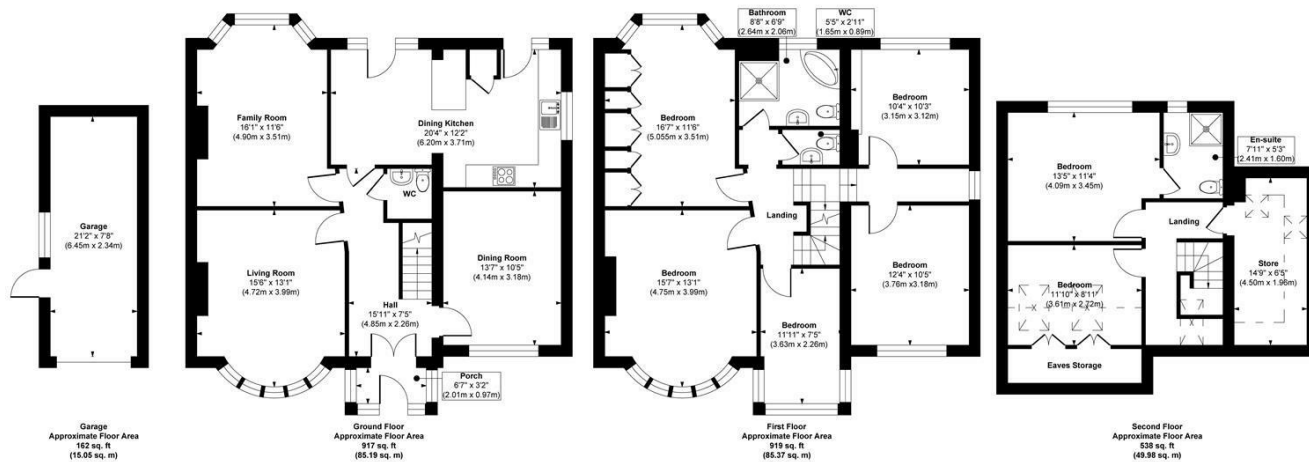 Garage
21'2" x 7'8"
(6.45m x 2.34m)
Garage
Approximate Floor Area
162 sq. ft
(15.05 sq. m)
Family Room
16'1" x 11'6"
(4.90m x 3.51m)
Dining Kitchen
20'4" x 12'2"
(6.20m x 3.71m)
WC
Living Room
15'6" x 13'1"
(4.72m x 3.99m)
Dining Room
13'7" x 10'5"
(4.14m x 3.18m)
Hall
15'11" x 7'5"
(4.85m x 2.26m)
Porch
6'7" x 3'2"
(2.01m x 0.97m)
Ground Floor
Approximate Floor Area
917 sq. ft
(85.19 sq. m)
Bathroom
8'8" x 6'9"
(2.64m x 2.06m)
WC
5'5" x 2'11"
(1.65m x 0.89m)
Bedroom
16'7" x 11'6"
(5.055m x 3.51m)
Bedroom
10'4" x 10'3"
(3.15m x 3.12m)
Landing
Bedroom
15'7" x 13'1"
(4.75m x 3.99m)
Bedroom
12'4" x 10'5"
(3.76m x3.18m)
Bedroom
11'11" x 7'5"
(3.63m x 2.26m)
First Floor
Approximate Floor Area
919 sq. ft
(85.37 sq. m)
Bedroom
13'5" x 11'4"
(4.09m x 3.45m)
En-suite
7'11" x 5'3"
(2.41m x 1.60m)
Landing
Store
14'9" x 6'5"
(4.50m x 1.96m)
Bedroom
11'10" x 8'11"
(3.61m x 2.72m)
Eaves Storage
Second Floor
Approximate Floor Area
538 sq. ft
(49.98 sq. m)